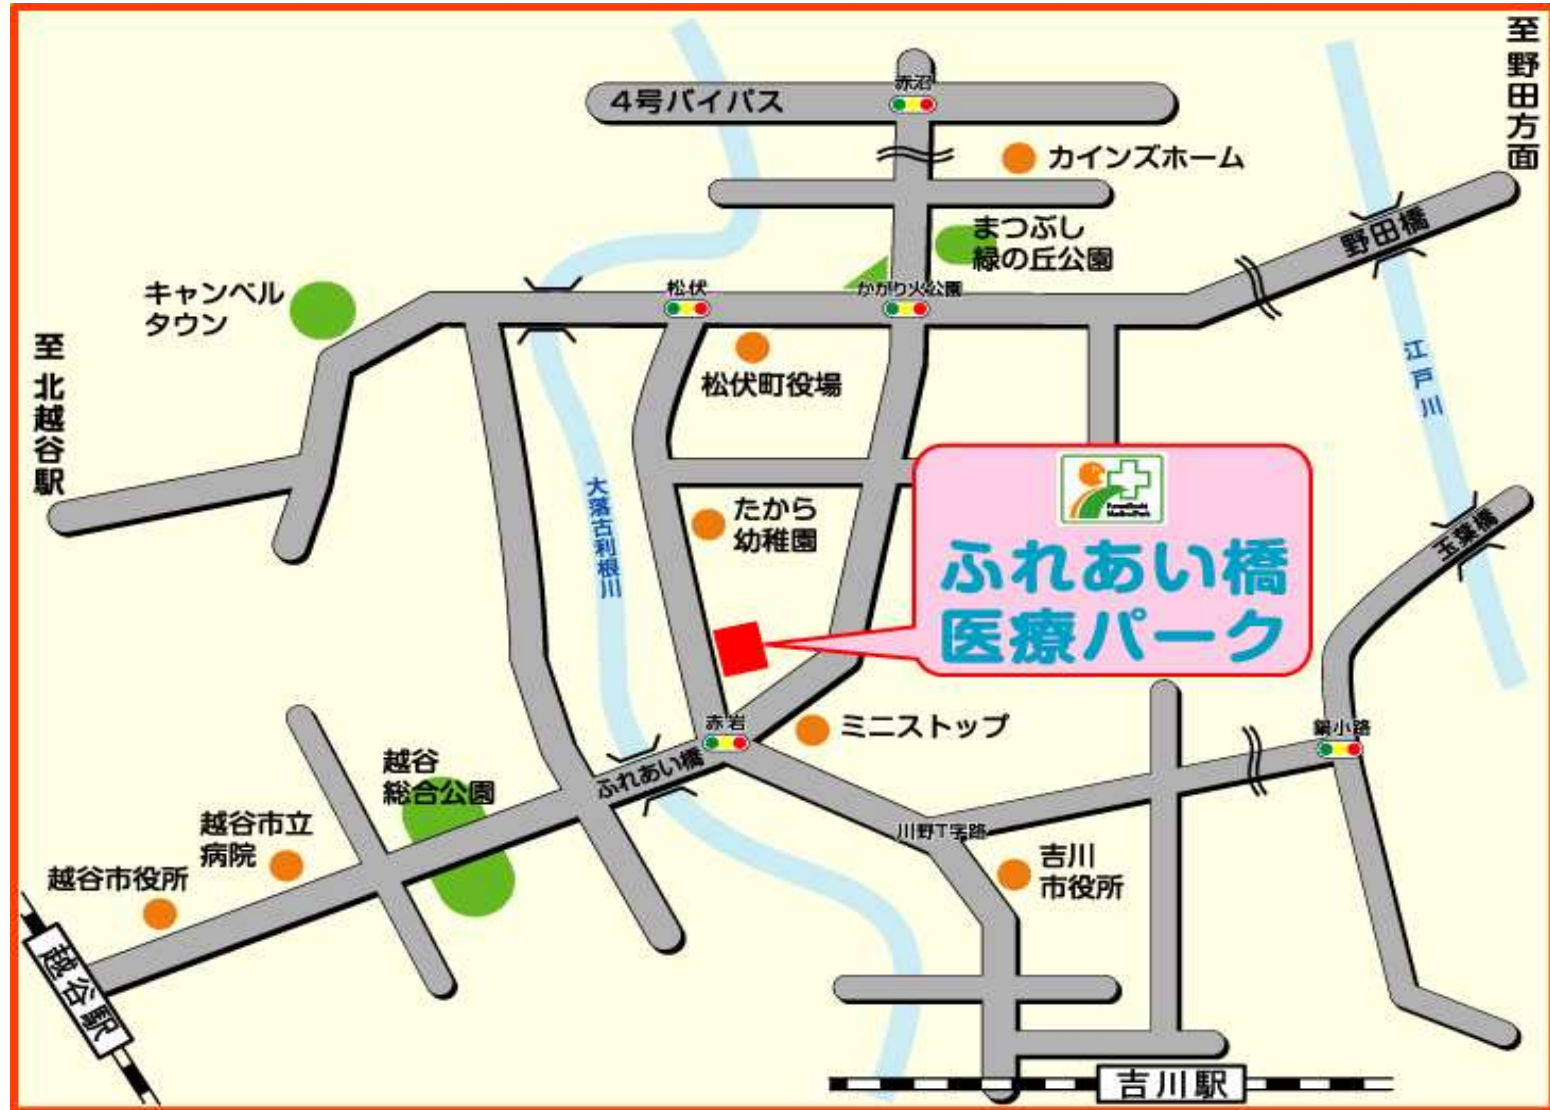 至野田方面
赤沼
4号バイパス
カインズホーム
まつぶし
緑の丘公園
野田橋
キャンベル
タウン
松伏
かがり火公園
至北越谷駅
松伏町役場
江戸川
大落古利根川
たから
幼稚園
ふれあい橋
医療パーク
玉葉橋
赤岩
ミニストップ
鍋小路
越谷
総合公園
ふれあい橋
川野T字路
越谷市立
病院
吉川
市役所
越谷市役所
越谷駅
吉川駅